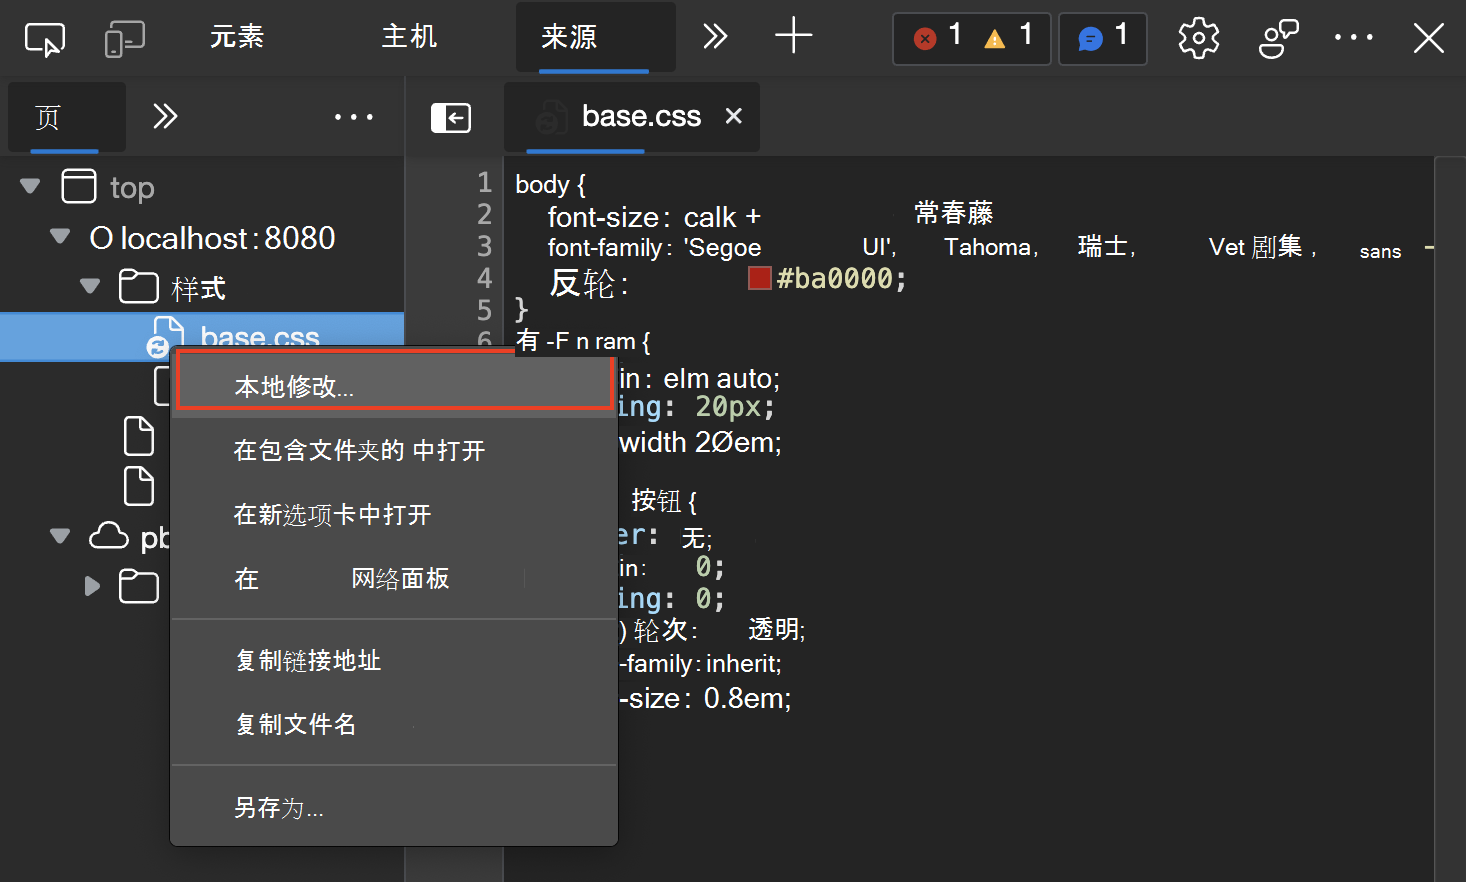 元素 主机 来源 1 1 1
页 base.css
top
localhost:8080
样式
base.css
pb
本地修改...
在包含文件夹的 中打开
在新选项卡中打开
在 网络面板
复制链接地址
复制文件名
另存为...
1 body {
2 font-size: calk + 常春藤
3 font-family: 'Segoe UI', Tahoma, 瑞士, Vet 剧集, sans -
4 反轮: #ba0000;
5 }
6 有 -F n ram {
in: elm auto;
ing: 20px;
width 2Øem;
按钮 {
er: 无;
in: 0;
ing: 0;
) 轮次: 透明;
-family:inherit;
-size: 0.8em;